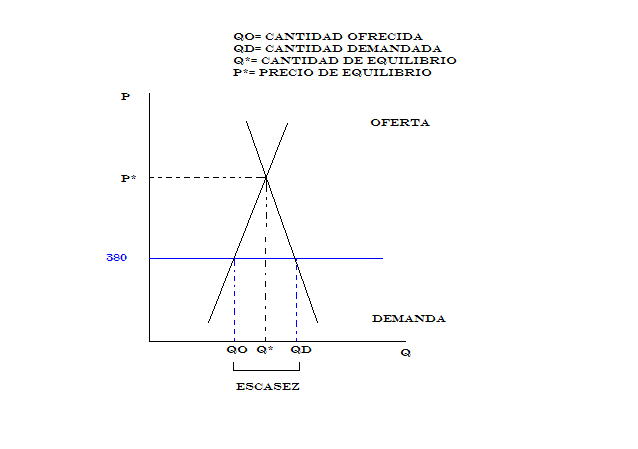 QO= CANTIDAD OFRECIDA
QD= CANTIDAD DEMANDADA
Q*= CANTIDAD DE EQUILIBRIO
P*= PRECIO DE EQUILIBRIO
P
OFERTA
P*
380
DEMANDA
QO Q* QD Q
ESCASEZ